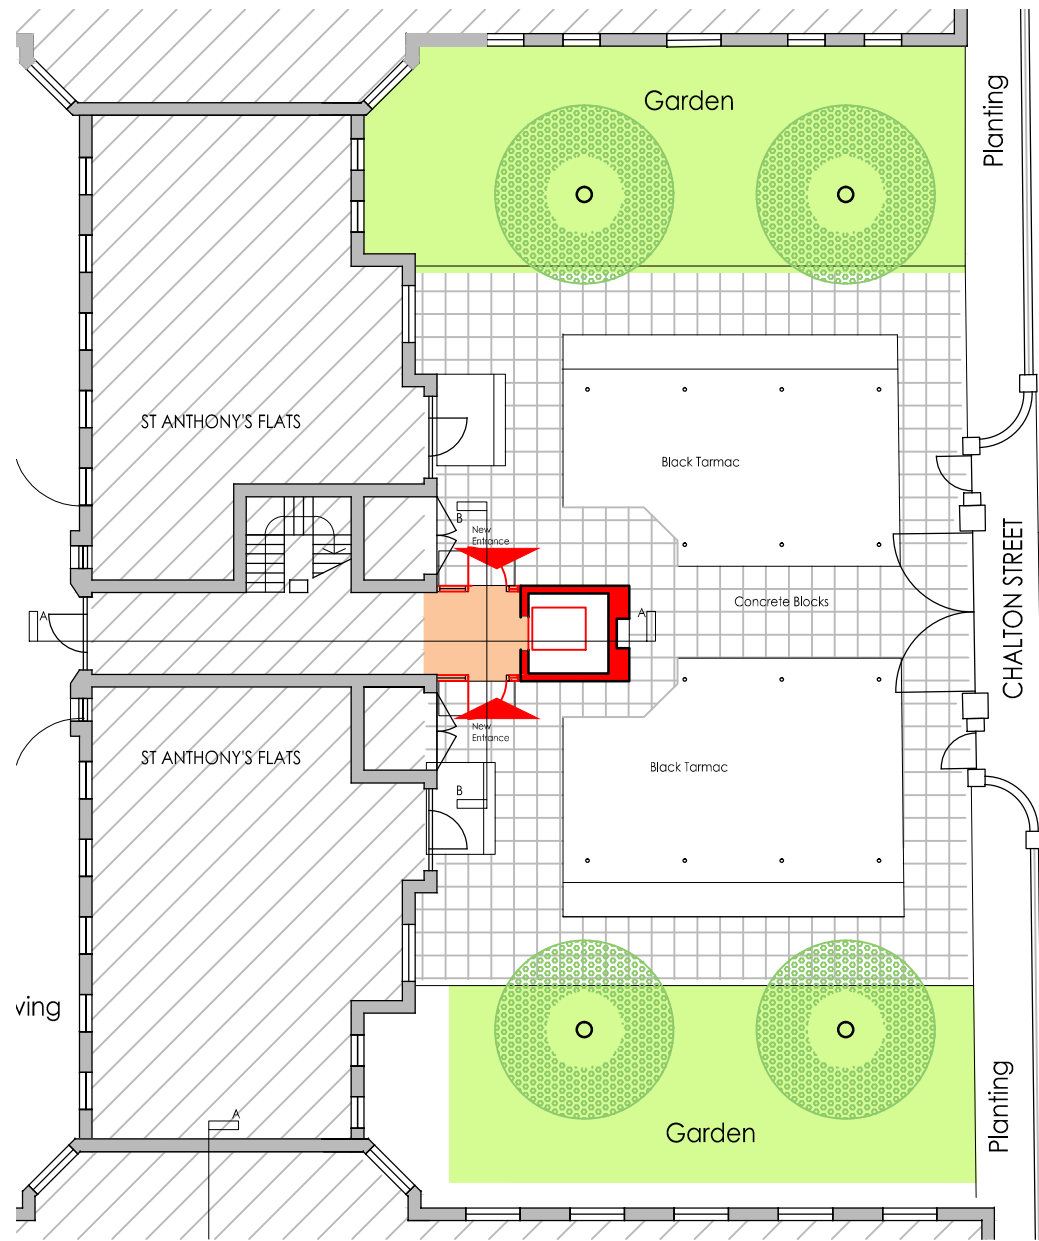 Garden
Planting
ST ANTHONY'S FLATS
Black Tarmac
B
New
Entrance
A
A
Concrete Blocks
CHALTON STREET
New
Entrance
ST ANTHONY'S FLATS
Black Tarmac
B
ving
Planting
A
Garden